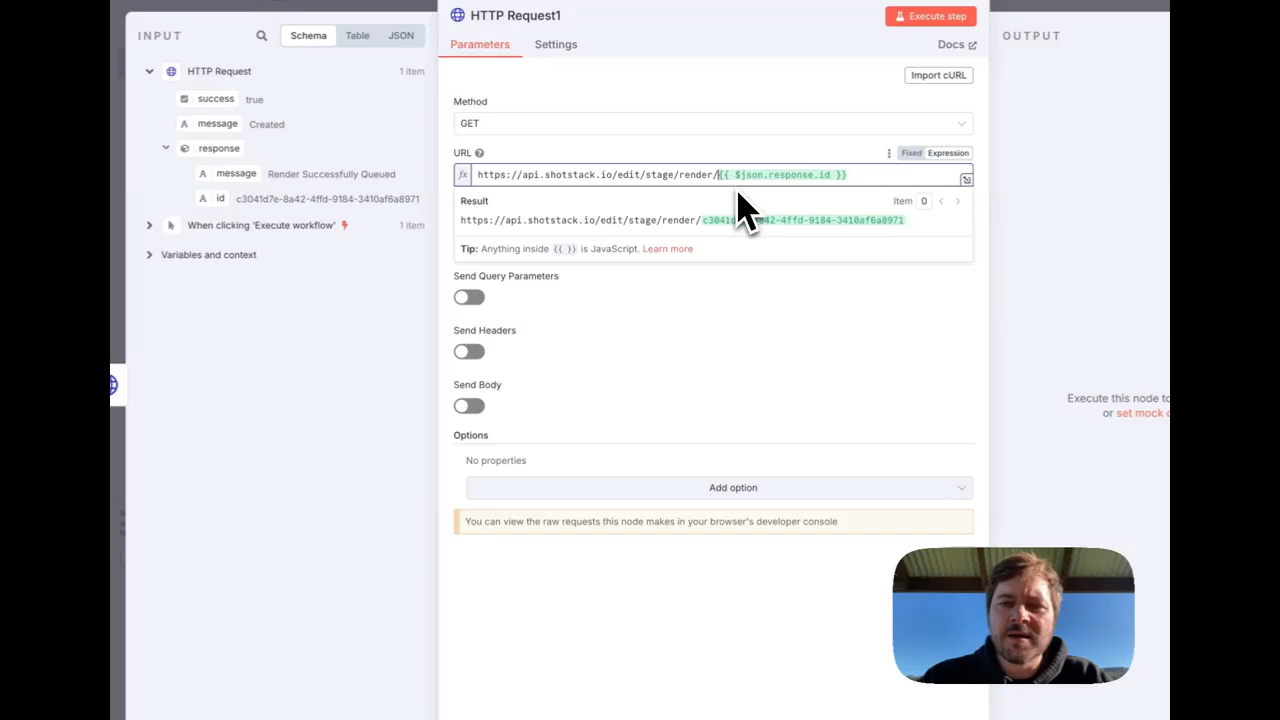 INPUT
Schema
Table
JSON
HTTP Request
1 item
success
true
A message
Created
response
A message
Render Successfully Queued
A id
c3041d7e-8a42-4ffd-9184-3410af6a8971
When clicking ‘Execute workflow’
1 item
Variables and context
HTTP Request1
Execute step
Parameters
Settings
Docs
Import cURL
Method
GET
URL
Fixed
Expression
fx
https://api.shotstack.io/edit/stage/render/{{ $json.response.id }}
Result
Item 0
https://api.shotstack.io/edit/stage/render/c3041 42-4ffd-9184-3410af6a8971
Tip: Anything inside {{ }} is JavaScript. Learn more
Send Query Parameters
Send Headers
Send Body
Options
No properties
Add option
You can view the raw requests this node makes in your browser's developer console
OUTPUT
Execute this node to
or set mock